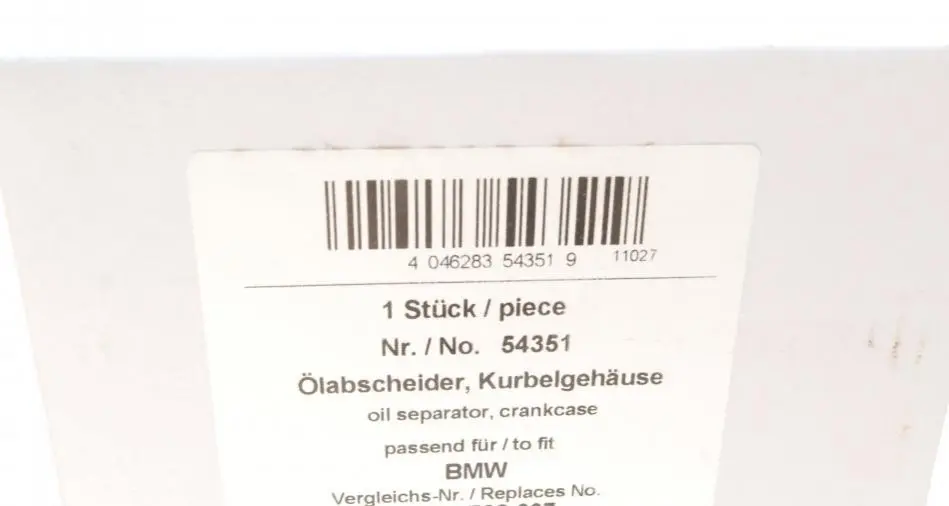 4 046283 54351 9 11027
1 Stück / piece
Nr. / No. 54351
Ölabscheider, Kurbelgehäuse
oil separator, crankcase
passend für / to fit
BMW
Vergleichs-Nr. / Replaces No.